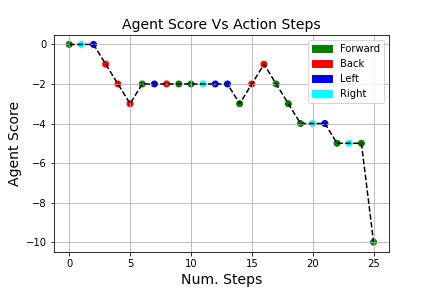 Agent Score Vs Action Steps
Agent Score
0
−2
−4
−6
−8
−10
Forward
Back
Left
Right
0 5 10 15 20 25
Num. Steps